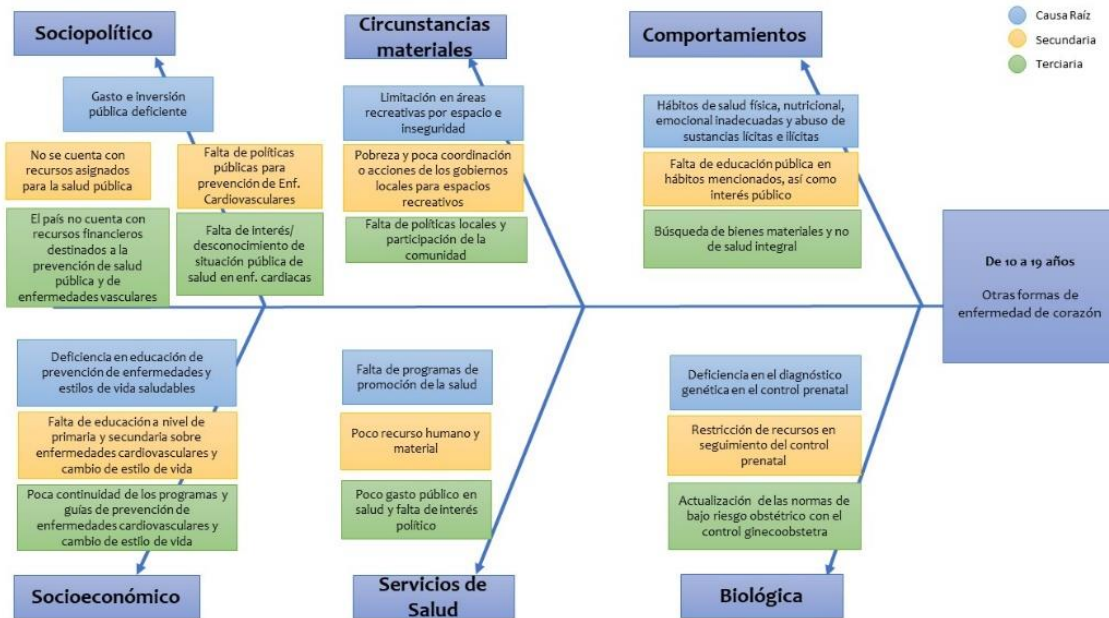 Sociopolítico
Circunstancias
materiales
Comportamientos
Causa Raíz
Secundaria
Terciaria
Gasto e inversión
pública deficiente
No se cuenta con
recursos asignados
para la salud pública
Falta de políticas
públicas para
prevención de Enf.
Cardiovasculares
El país no cuenta con
recursos financieros
destinados a la
prevención de salud
pública y de
enfermedades vasculares
Falta de interés/
desconocimiento de
situación pública de
salud en enf. cardiacas
Limitación en áreas
recreativas por espacio e
inseguridad
Pobreza y poca coordinación
o acciones de los gobiernos
locales para espacios
recreativos
Falta de políticas locales y
participación de la
comunidad
Hábitos de salud física, nutricional,
emocional inadecuadas y abuso de
sustancias lícitas e ilícitas
Falta de educación pública en
hábitos mencionados, así como
interés público
Búsqueda de bienes materiales y no
de salud integral
De 10 a 19 años
Otras formas de
enfermedad de corazón
Deficiencia en educación de
prevención de enfermedades y
estilos de vida saludables
Falta de educación a nivel de
primaria y secundaria sobre
enfermedades cardiovasculares y
cambio de estilo de vida
Poca continuidad de los programas y
guías de prevención de
enfermedades cardiovasculares y
cambio de estilo de vida
Falta de programas de
promoción de la salud
Poco recurso humano y
material
Poco gasto público en
salud y falta de interés
político
Deficiencia en el diagnóstico
genética en el control prenatal
Restricción de recursos en
seguimiento del control
prenatal
Actualización de las normas de
bajo riesgo obstétrico con el
control ginecoobstetra
Socioeconómico
Servicios de
Salud
Biológica